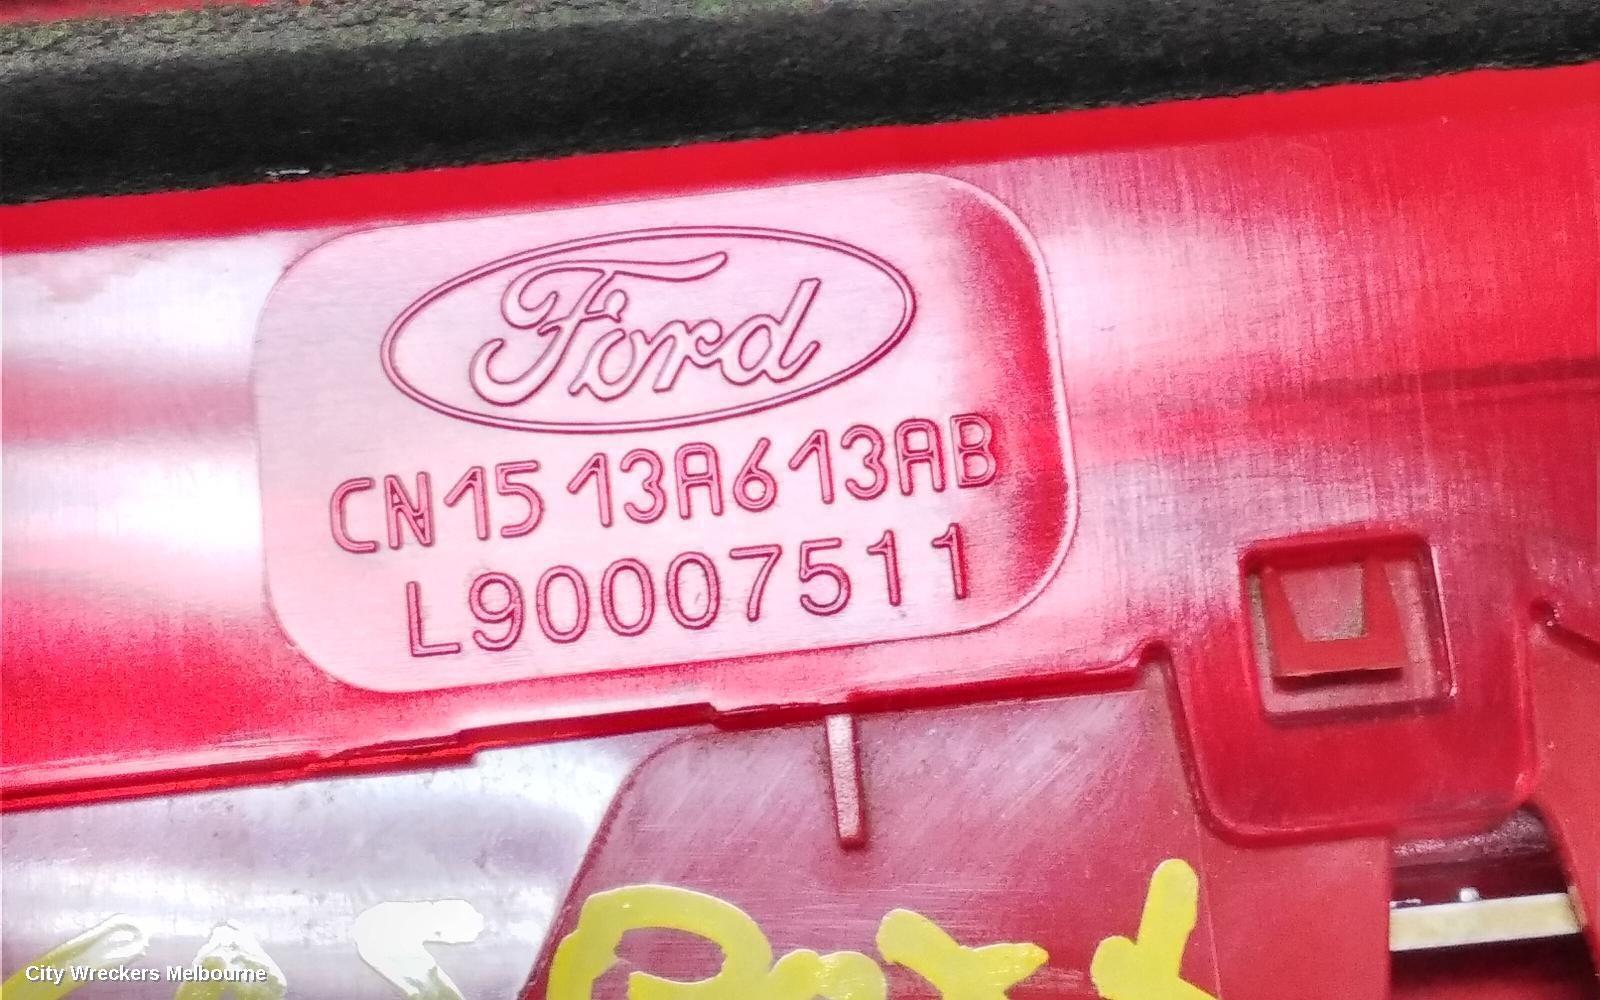 Ford
CN15 13A613AB
L90007511
City Wreckers Melbourne